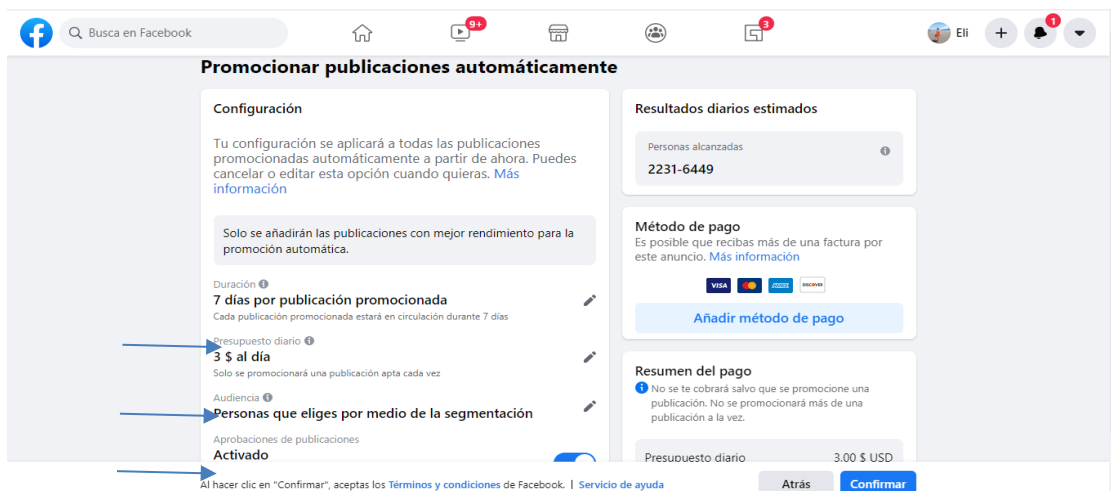 Busca en Facebook
9+
3
Eli
1
Promocionar publicaciones automáticamente
Configuración
Tu configuración se aplicará a todas las publicaciones
promocionadas automáticamente a partir de ahora. Puedes
cancelar o editar esta opción cuando quieras. Más
información
Solo se añadirán las publicaciones con mejor rendimiento para la
promoción automática.
Duración
7 días por publicación promocionada
Cada publicación promocionada estará en circulación durante 7 días
Presupuesto diario
3 $ al día
Solo se promocionará una publicación apta cada vez
Audiencia
Personas que eliges por medio de la segmentación
Aprobaciones de publicaciones
Activado
Resultados diarios estimados
Personas alcanzadas
2231-6449
Método de pago
Es posible que recibas más de una factura por
este anuncio. Más información
VISA
DISCOVER
Añadir método de pago
Resumen del pago
No se te cobrará salvo que se promocione una
publicación. No se promocionará más de una
publicación a la vez.
Presupuesto diario 3,00 $ USD
Al hacer clic en "Confirmar", aceptas los Términos y condiciones de Facebook. | Servicio de ayuda
Atrás
Confirmar